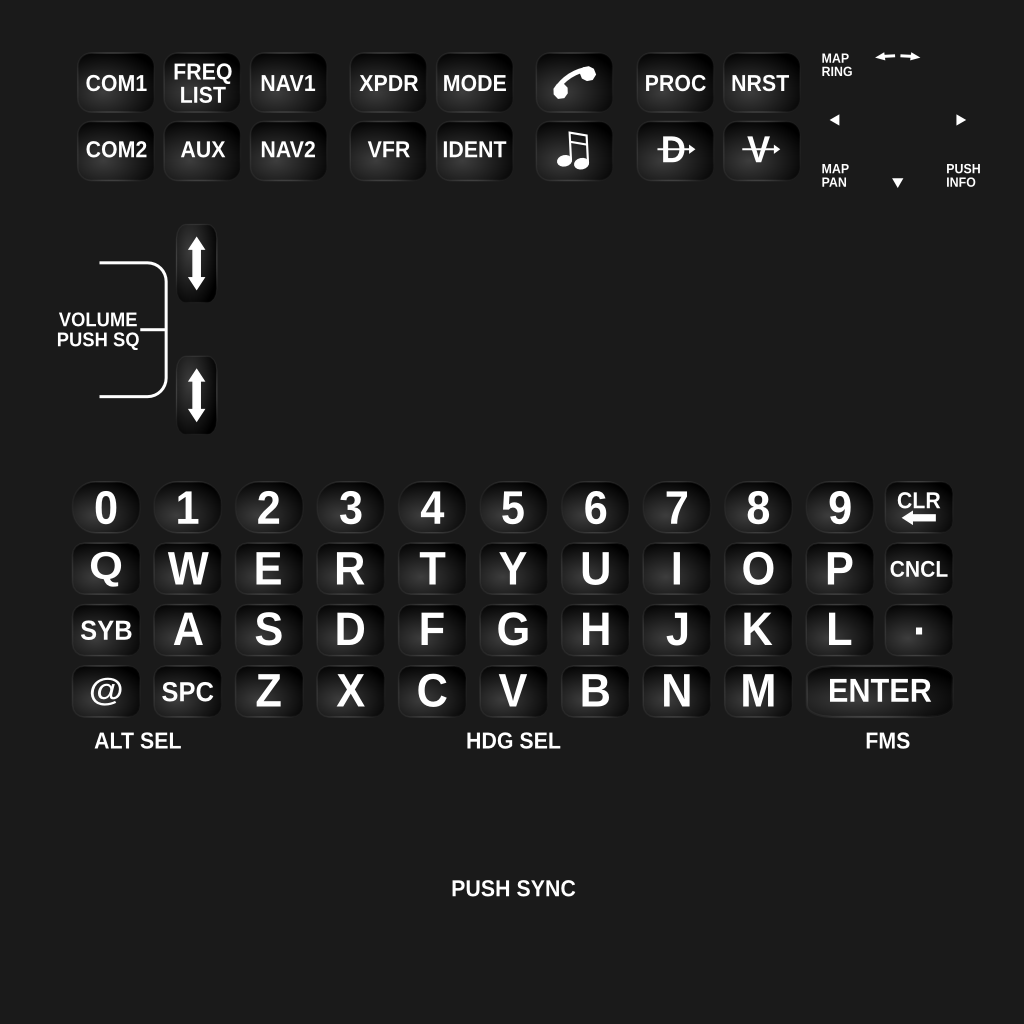 COM1 FREQ LIST NAV1 XPDR MODE PROC NRST MAP RING
COM2 AUX NAV2 VFR IDENT D V MAP PAN PUSH INFO
VOLUME
PUSH SQ
0 1 2 3 4 5 6 7 8 9 CLR
Q W E R T Y U I O P CNCL
SYB A S D F G H J K L ·
@ SPC Z X C V B N M ENTER
ALT SEL HDG SEL FMS
PUSH SYNC